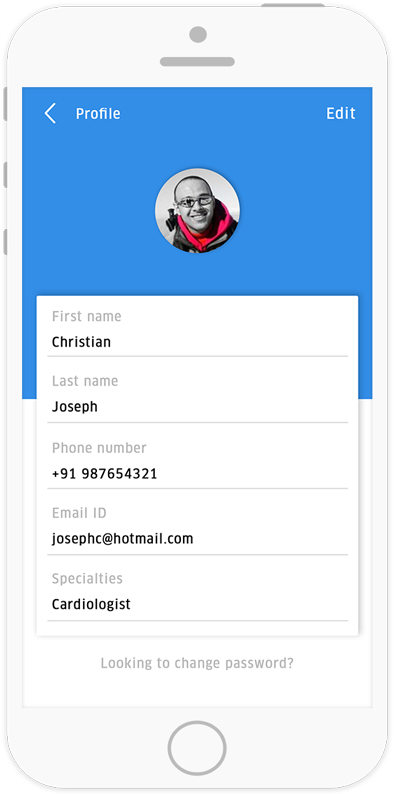 Profile
Edit
First name
Christian
Last name
Joseph
Phone number
+91 987654321
Email ID
josephc@hotmail.com
Specialties
Cardiologist
Looking to change password?